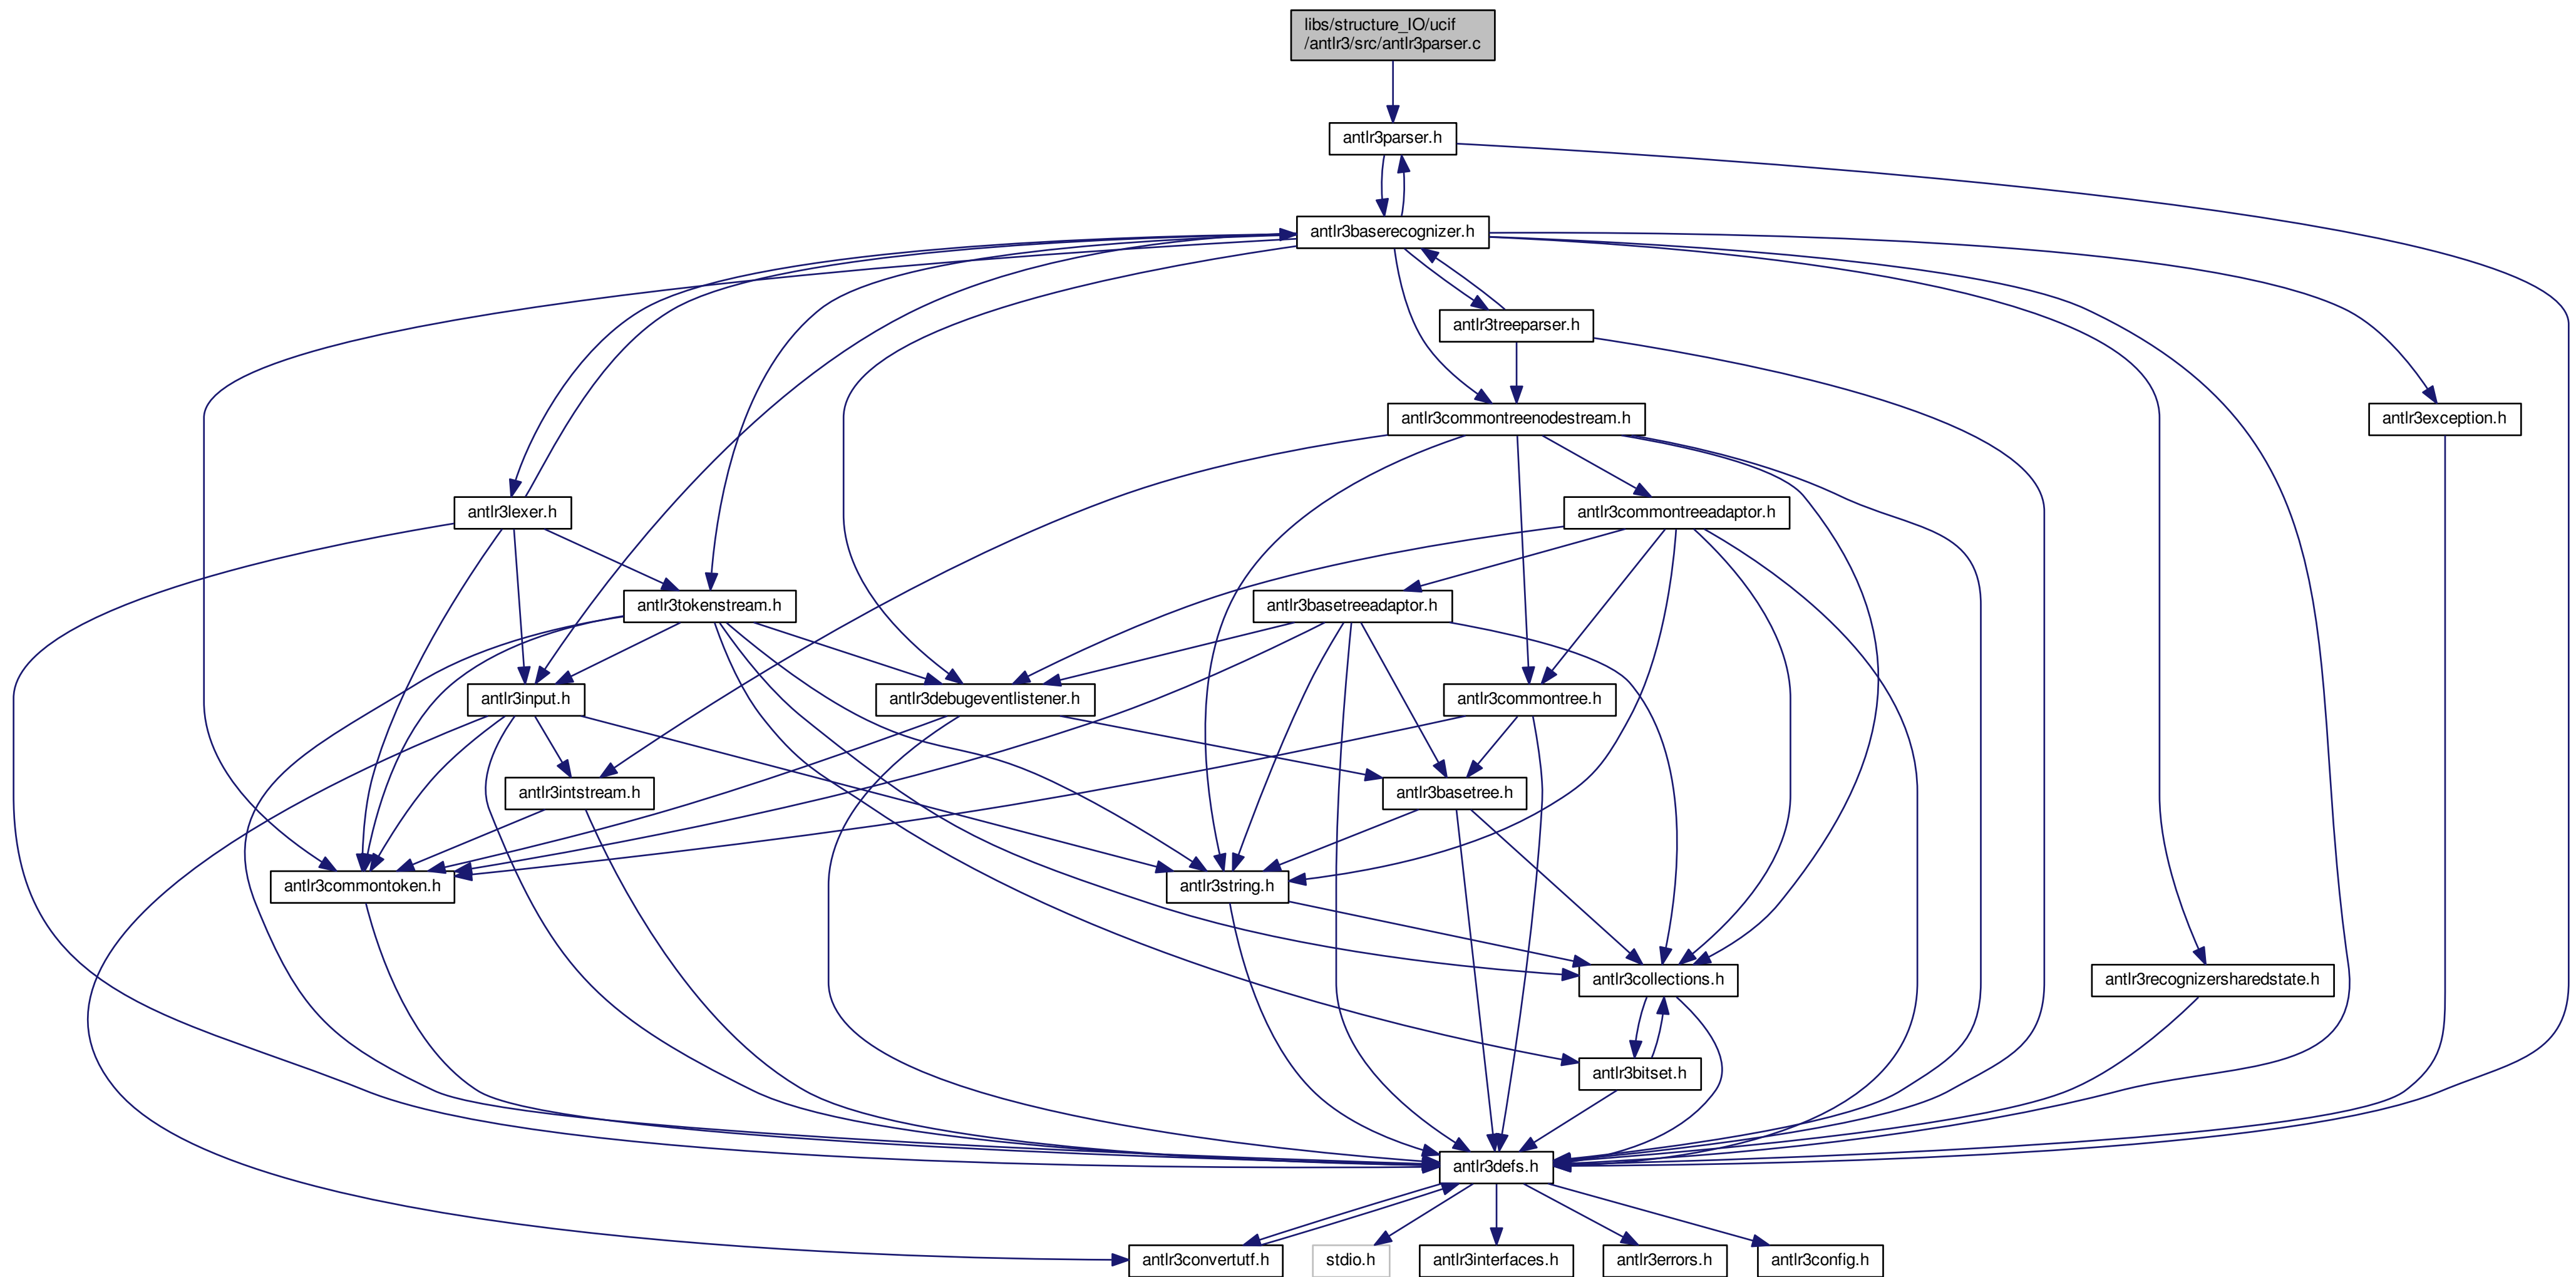 libs/structure_IO/ucif
/antlr3/src/antlr3parser.c
antlr3parser.h
antlr3baserecognizer.h
antlr3treeparser.h
antlr3commontreenodestream.h
antlr3exception.h
antlr3lexer.h
antlr3commontreeadaptor.h
antlr3tokenstream.h
antlr3basetreeadaptor.h
antlr3input.h
antlr3debugeventlistener.h
antlr3commontree.h
antlr3intstream.h
antlr3basetree.h
antlr3commontoken.h
antlr3string.h
antlr3collections.h
antlr3recognizersharedstate.h
antlr3bitset.h
antlr3defs.h
antlr3convertutf.h
stdio.h
antlr3interfaces.h
antlr3errors.h
antlr3config.h